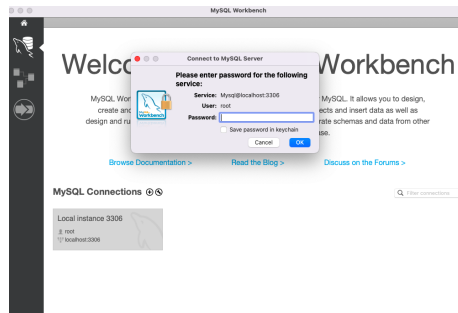 MySQL Workbench
Welc
Workbench
Connect to MySQL Server
Please enter password for the following
service:
Service: Mysql@localhost:3306
User: root
Password:
Save password in keychain
Cancel
OK
MySQL Wor
MySQL. It allows you to design,
create and
ects and insert data as well as
design and ru
rate schemas and data from other
se.
Browse Documentation >
Read the Blog >
Discuss on the Forums >
MySQL Connections
Filter connections
Local instance 3306
root
localhost:3306